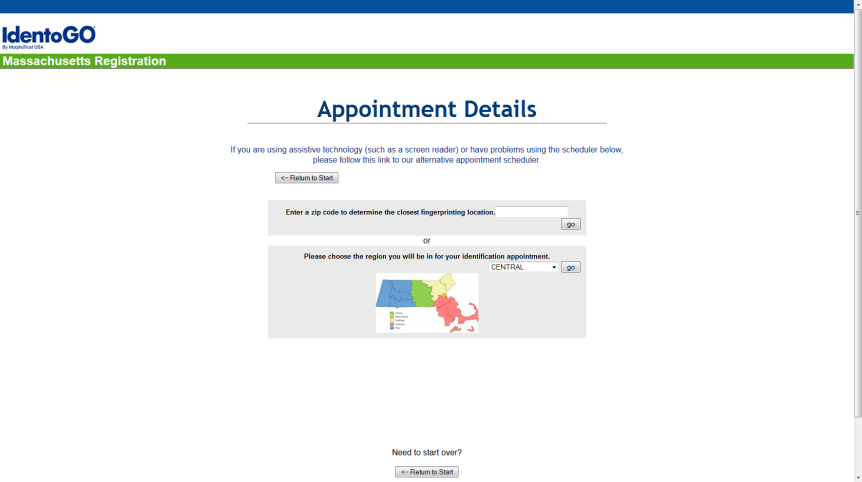 IdentoGO
By MorphoTrust USA
Massachusetts Registration
Appointment Details
If you are using assistive technology (such as a screen reader) or have problems using the scheduler below,
please follow this link to our alternative appointment scheduler.
<-- Return to Start
Enter a zip code to determine the closest fingerprinting location.
go
or
Please choose the region you will be in for your identification appointment.
CENTRAL
go
Need to start over?
<-- Return to Start